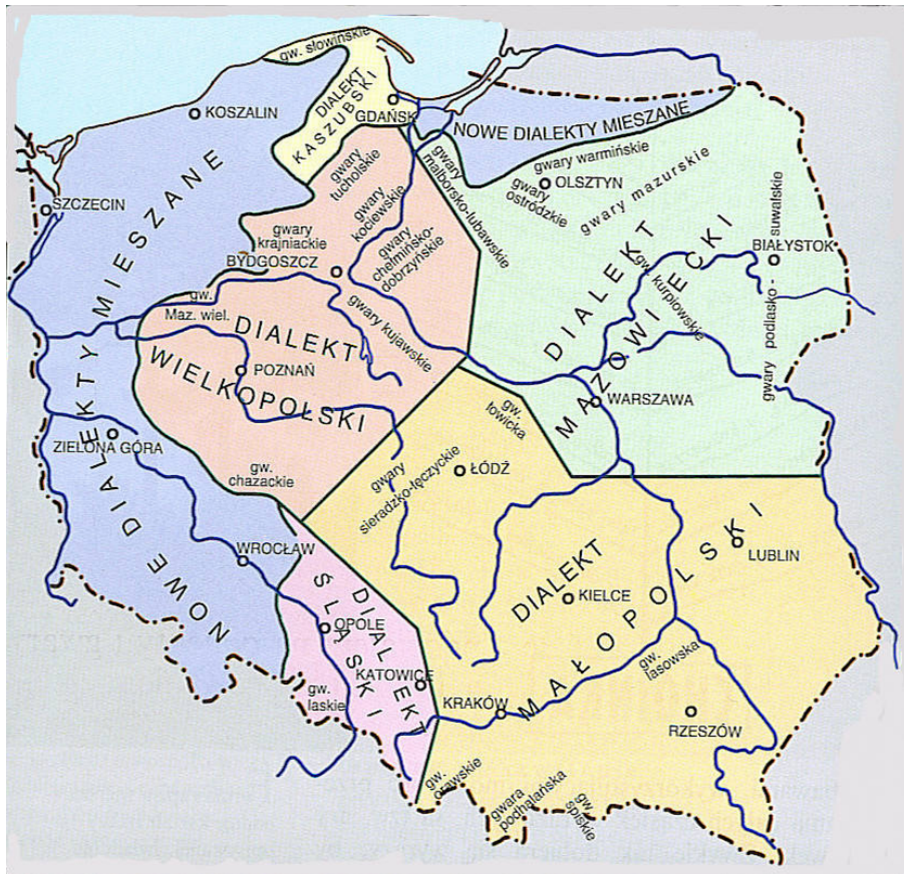 gw. słowińskie
DIALEKT
KASZUBSKI
GDAŃSK
KOSZALIN
SZCZECIN
NOWE DIALEKTY MIESZANE
NOWE DIALEKTY MIESZANE
gwary
malborsko-lubawskie
gwary warmińskie
OLSZTYN
gwary
ostródzkie
gwary mazurskie
gwary
tucholskie
gwary
kociewskie
gwary
krajniackie
gwary
chełmińsko-
dobrzyńskie
BYDGOSZCZ
BIAŁYSTOK
gwary podlasko - suwalskie
gw. kurpiowskie
DIALEKT
MAZOWIECKI
WARSZAWA
gw.
Maz. wiel.
gwary kujawskie
DIALEKT
WIELKOPOLSKI
POZNAŃ
ZIELONA GÓRA
gw.
chazackie
gw.
łowicka
ŁÓDŹ
gwary
sieradzko-łęczyckie
WROCŁAW
LUBLIN
DIALEKT
MAŁOPOLSKI
KIELCE
DIALEKT
ŚLĄSKI
OPOLE
KATOWICE
gw.
laskie
KRAKÓW
gw.
lasowska
RZESZÓW
gw.
orawskie
gwara
podhalańska
gw.
spiskie